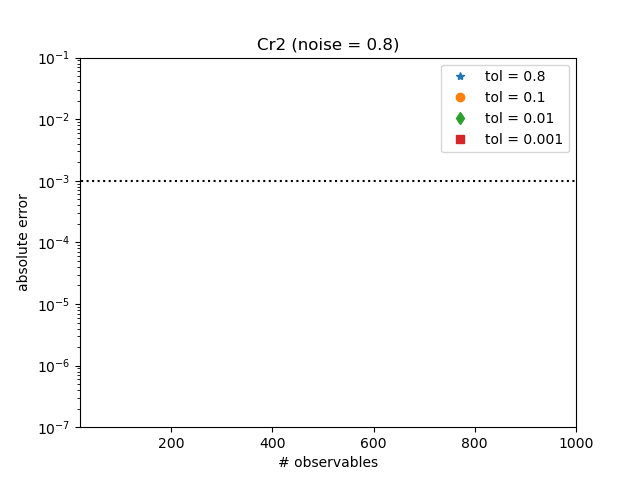 Cr2 (noise = 0.8)
10⁻¹
10⁻²
10⁻³
10⁻⁴
10⁻⁵
10⁻⁶
10⁻⁷
absolute error
tol = 0.8
tol = 0.1
tol = 0.01
tol = 0.001
200 400 600 800 1000
# observables